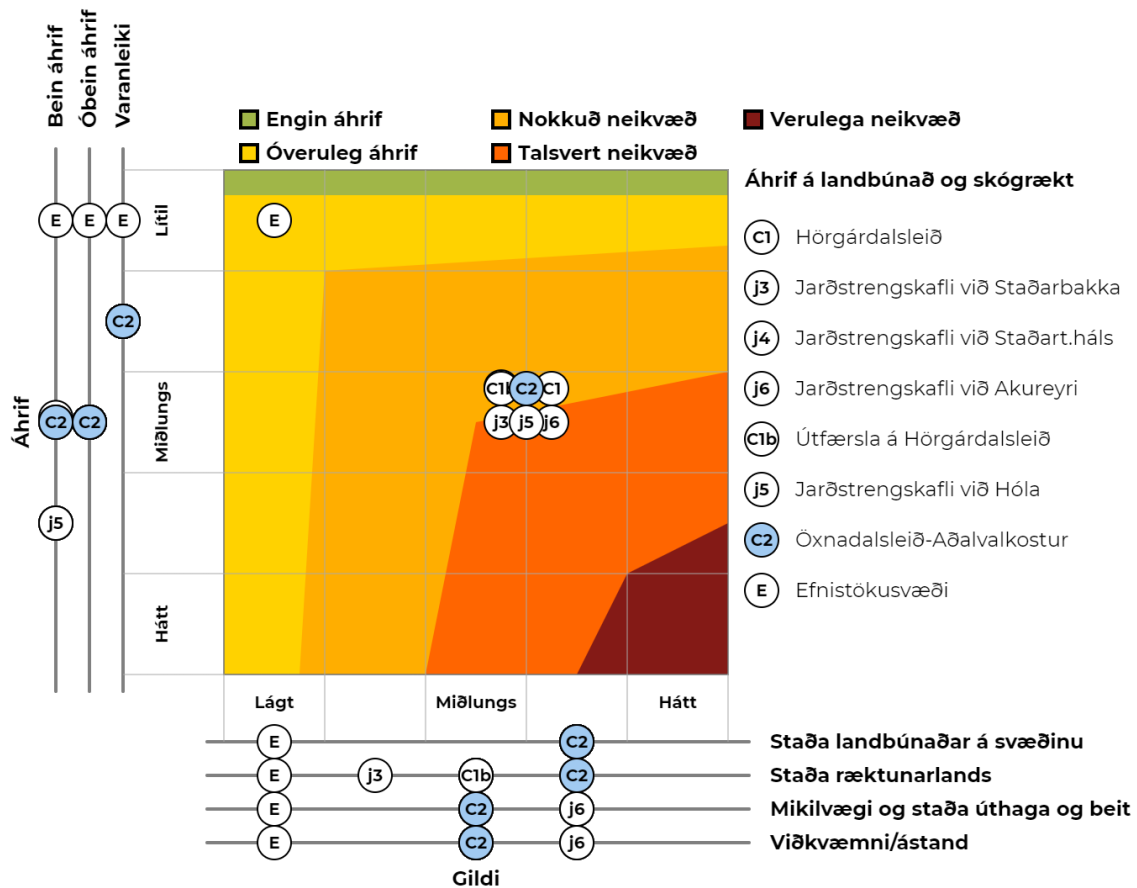 Bein áhrif
Óbein áhrif
Varanleiki
Engin áhrif
Nokkuð neikvæð
Verulega neikvæð
Óveruleg áhrif
Talsvert neikvæð
Áhrif á landbúnað og skógrækt
E E E
Lítil
E
C1 Hörgárdalsleið
j3 Jarðstrengskafli við Staðarbakka
C2
j4 Jarðstrengskafli við Staðart.háls
C1b C2 C1
j6 Jarðstrengskafli við Akureyri
Áhrif
C2 C2
Miðlungs
j3 j5 j6
C1b Útfærsla á Hörgárdalsleið
j5 Jarðstrengskafli við Hóla
j5
C2 Öxnadalsleið-Aðalvalkostur
Hátt
E Efnistökusvæði
Lágt
Miðlungs
Hátt
E C2 Staða landbúnaðar á svæðinu
E j3 C1b C2 Staða ræktunarlands
E C2 j6 Mikilvægi og staða úthaga og beit
E C2 j6 Viðkvæmni/ástand
Gildi